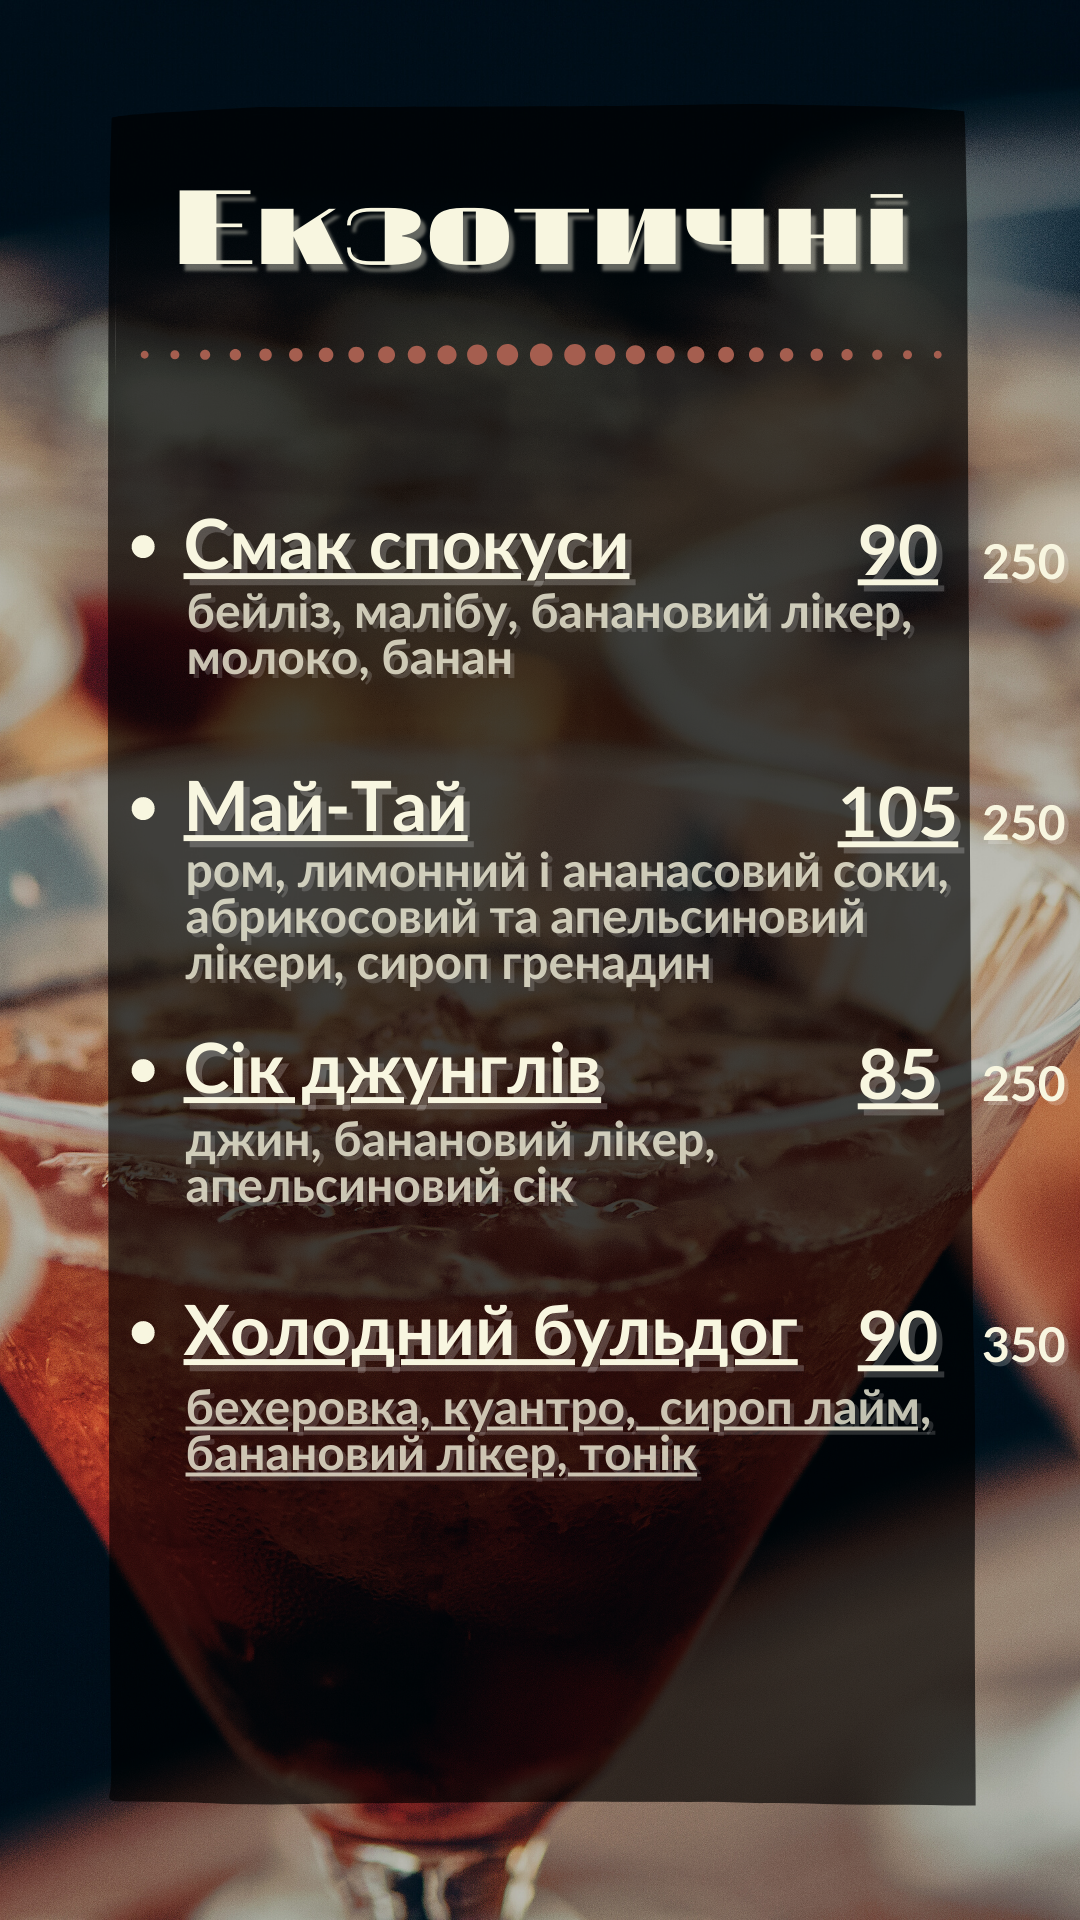 Екзотичні
• Смак спокуси 90 250
бейліз, малібу, банановий лікер,
молоко, банан
• Май-Тай 105 250
ром, лимонний і ананасовий соки,
абрикосовий та апельсиновий
лікери, сироп гренадин
• Сік джунглів 85 250
джин, банановий лікер,
апельсиновий сік
• Холодний бульдог 90 350
бехеровка, куантро,  сироп лайм,
банановий лікер, тонік